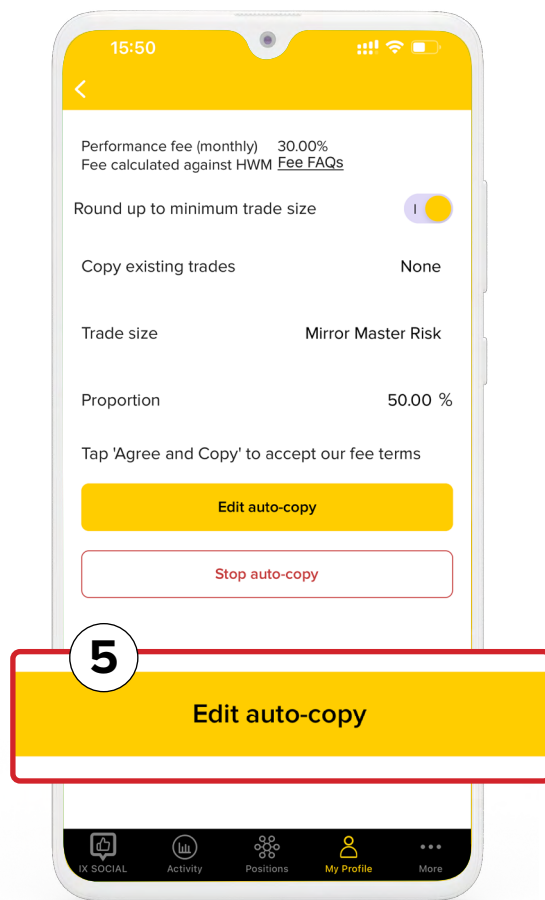 15:50
Performance fee (monthly) 30.00%
Fee calculated against HWM Fee FAQs
Round up to minimum trade size
Copy existing trades None
Trade size Mirror Master Risk
Proportion 50.00 %
Tap 'Agree and Copy' to accept our fee terms
Edit auto-copy
Stop auto-copy
5
Edit auto-copy
IX SOCIAL Activity Positions My Profile More